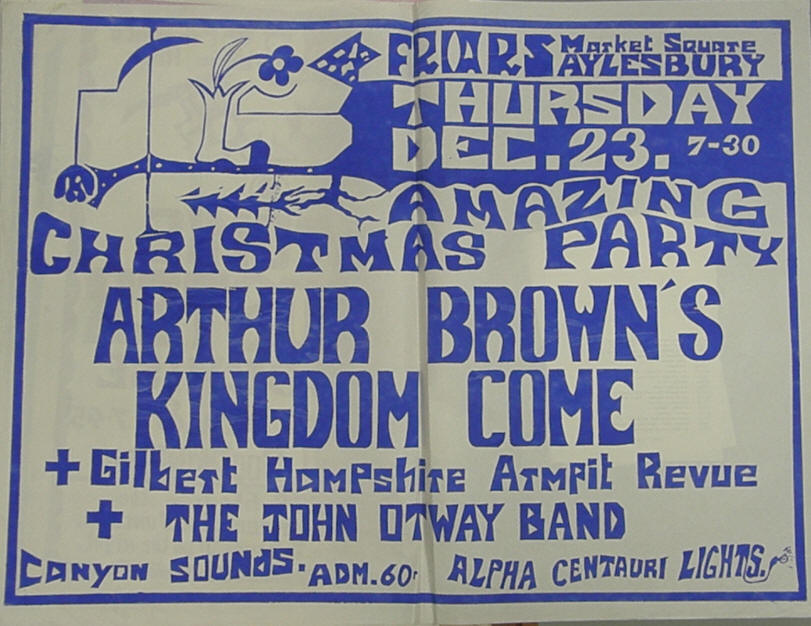 FRIARS Market Square
AYLESBURY
THURSDAY
DEC. 23. 7-30
AMAZING
CHRISTMAS PARTY
ARTHUR BROWN'S
KINGDOM COME
+ Gilbert Hampshire Armpit Revue
+ THE JOHN OTWAY BAND
CANYON SOUNDS. ADM. 60 ALPHA CENTAURI LIGHTS.